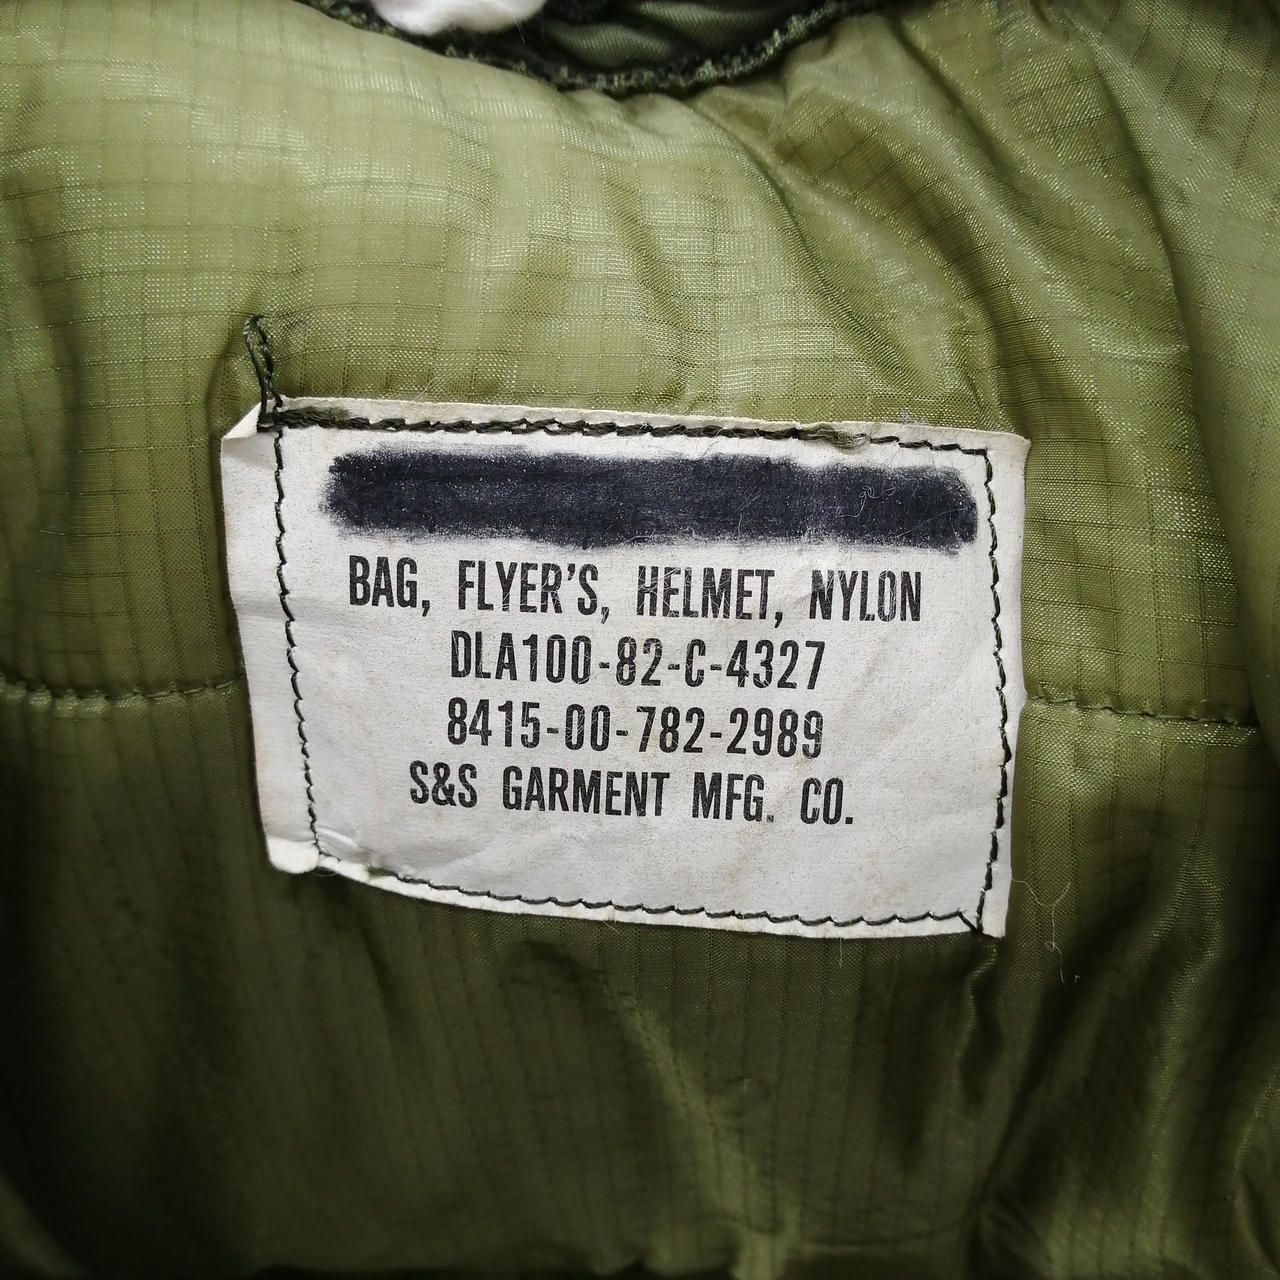 BAG, FLYER'S, HELMET, NYLON
DLA100-82-C-4327
8415-00-782-2989
S&S GARMENT MFG. CO.